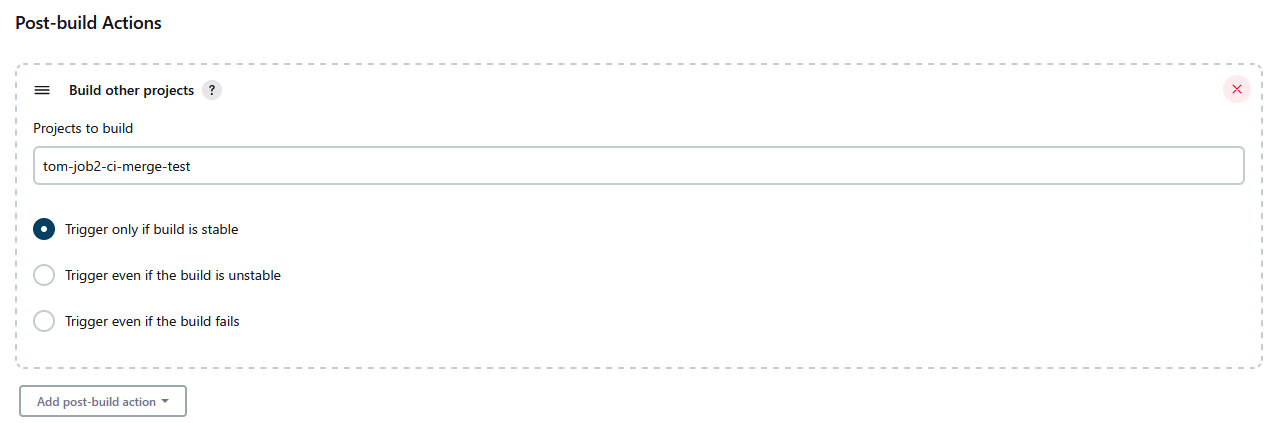 Post-build Actions
Build other projects ?
Projects to build
tom-job2-ci-merge-test
Trigger only if build is stable
Trigger even if the build is unstable
Trigger even if the build fails
Add post-build action